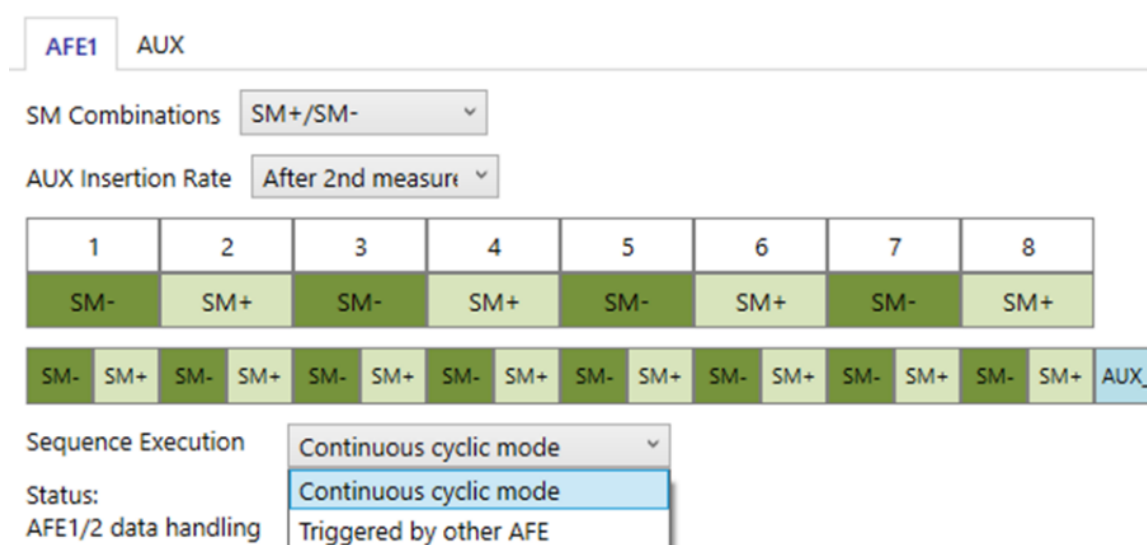 AFE1 AUX
SM Combinations SM+/SM-
AUX Insertion Rate After 2nd measure
1 2 3 4 5 6 7 8
SM- SM+ SM- SM+ SM- SM+ SM- SM+
SM- SM+ SM- SM+ SM- SM+ SM- SM+ SM- SM+ SM- SM+ SM- SM+ SM- SM+ AUX_
Sequence Execution Continuous cyclic mode
Status: Continuous cyclic mode
AFE1/2 data handling Triggered by other AFE